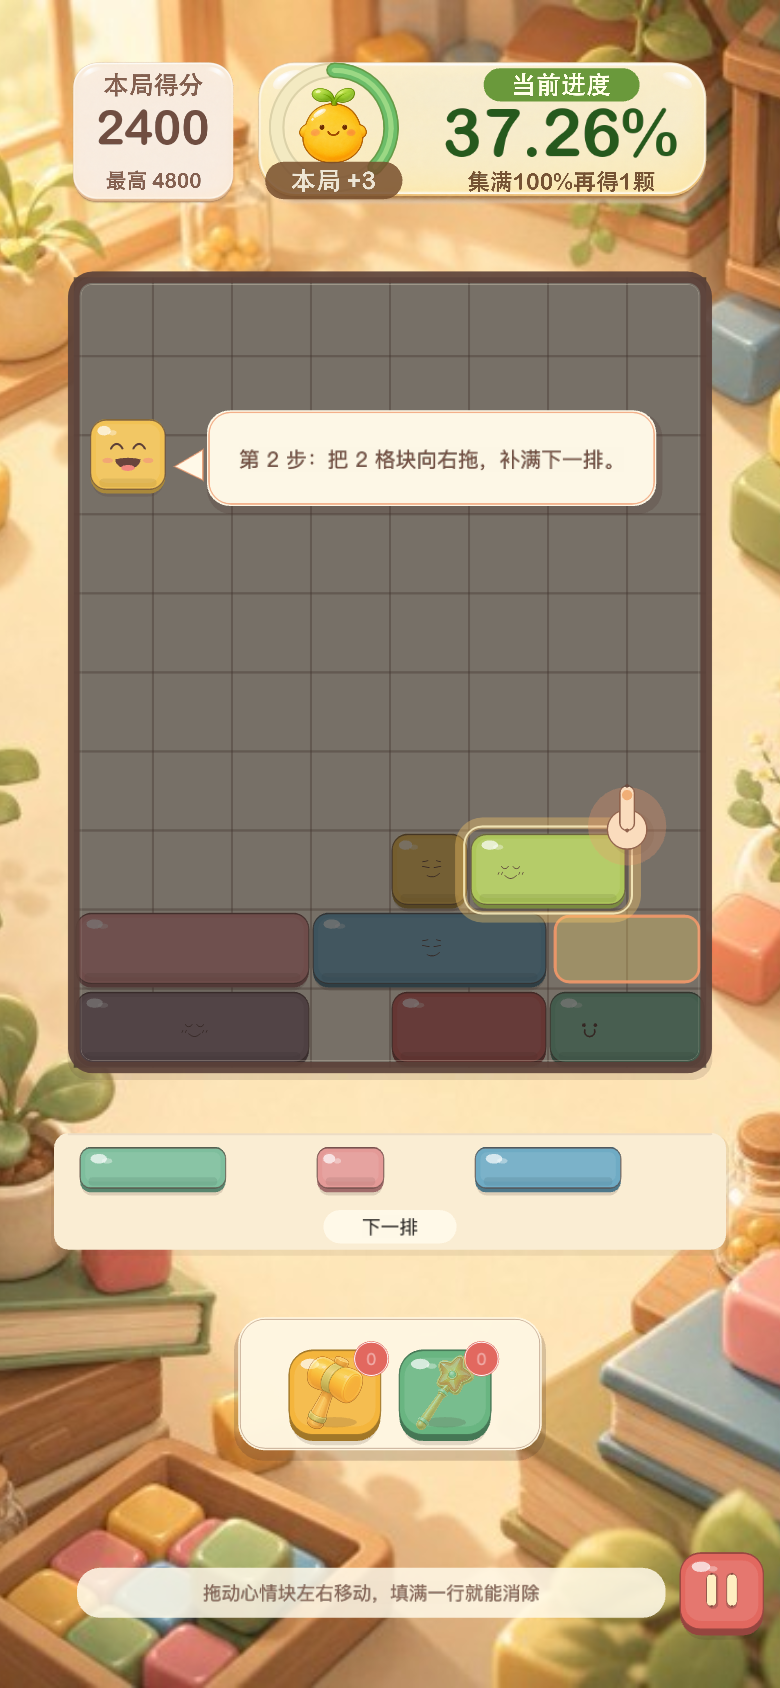 本局得分
2400
最高 4800
当前进度
37.26%
集满100%再得1颗
本局 +3
第 2 步：把 2 格块向右拖，补满下一排。
下一排
0
0
拖动心情块左右移动，填满一行就能消除